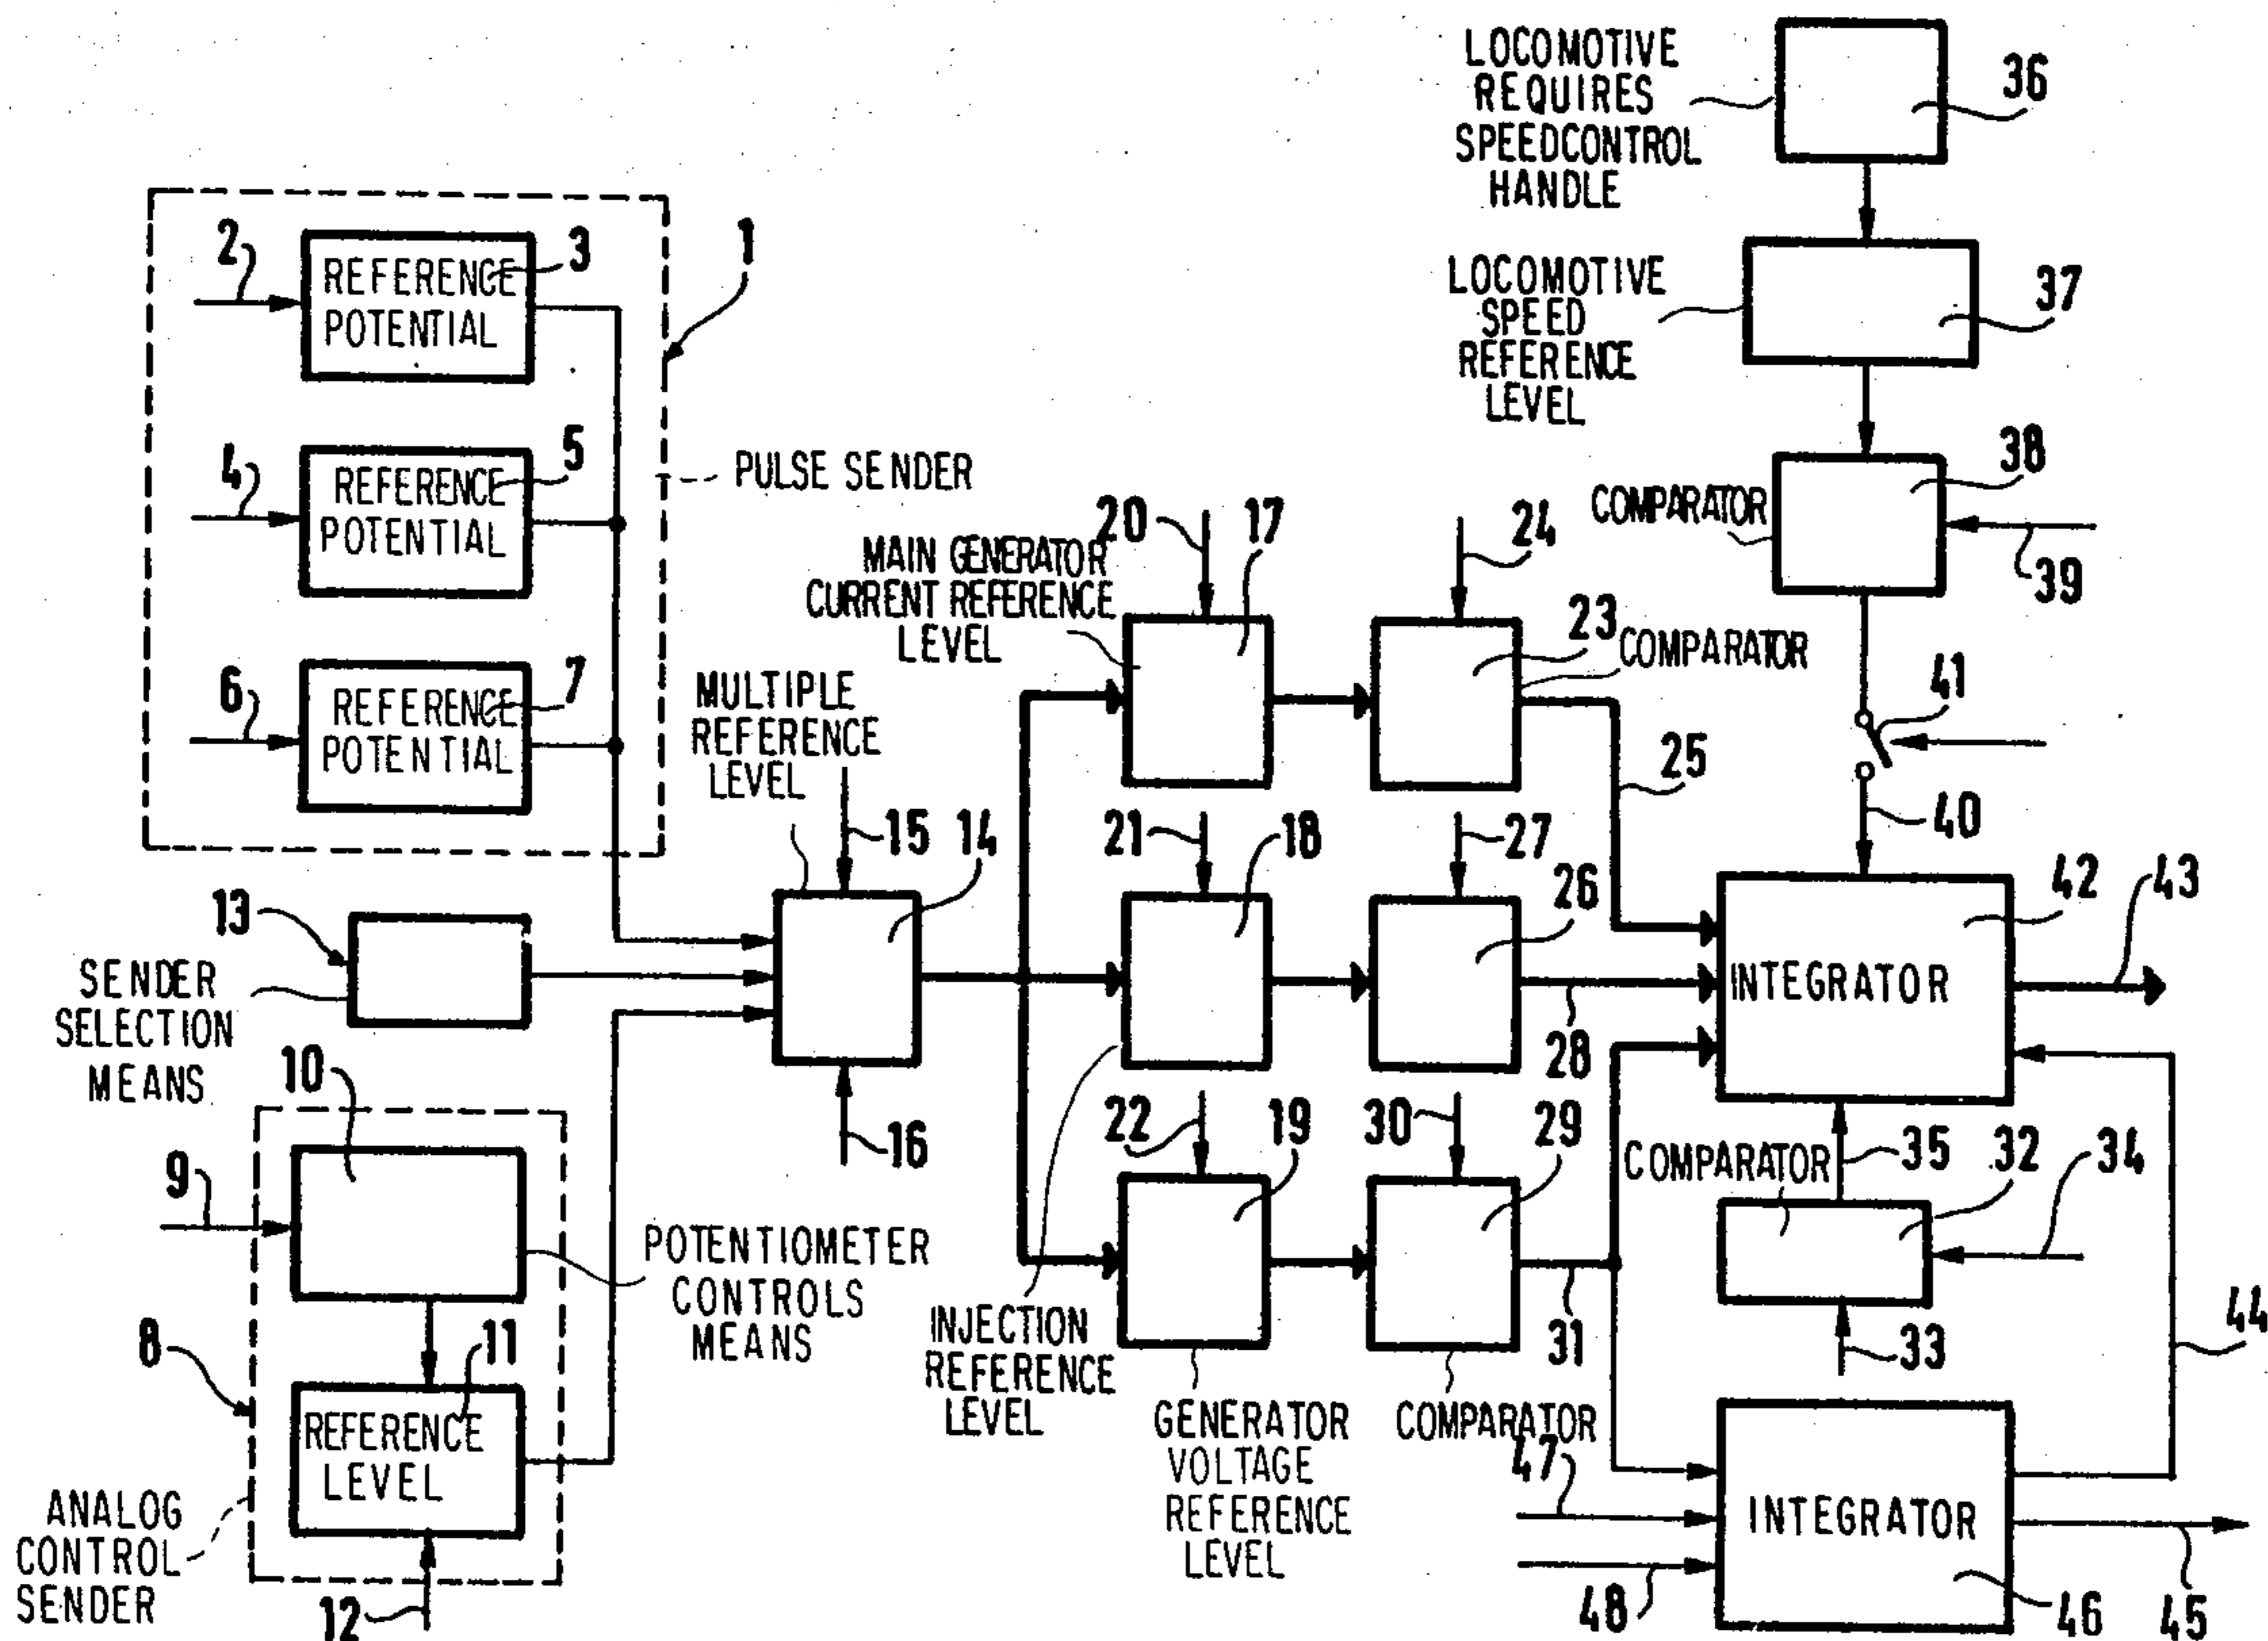 LOCOMOTIVE
REQUIRES
SPEEDCONTROL
HANDLE
36
LOCOMOTIVE
SPEED
REFERENCE
LEVEL
37
38
COMPARATOR
39
41
40
1
2
REFERENCE
POTENTIAL
3
4
REFERENCE
POTENTIAL
5
PULSE SENDER
6
REFERENCE
POTENTIAL
7
13
SENDER
SELECTION
MEANS
10
9
POTENTIOMETER
CONTROLS
MEANS
8
REFERENCE
LEVEL
11
ANALOG
CONTROL
SENDER
12
MULTIPLE
REFERENCE
LEVEL
15
14
16
MAIN GENERATOR
CURRENT REFERENCE
LEVEL
20
17
24
23
COMPARATOR
25
21
18
27
26
28
INJECTION
REFERENCE
LEVEL
22
19
30
29
31
GENERATOR
VOLTAGE
REFERENCE
LEVEL
COMPARATOR
INTEGRATOR
42
43
COMPARATOR
35
32
34
33
44
47
48
INTEGRATOR
46
45